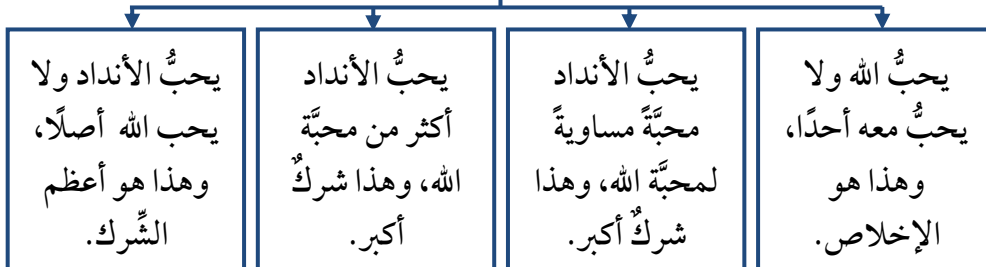 يحبُّ الله ولا
يحبُّ معه أحدًا،
وهذا هو
الإخلاص.
يحبُّ الأنداد
محبَّةً مساويةً
لمحبَّة الله، وهذا
شركٌ أكبر.
يحبُّ الأنداد
أكثر من محبَّة
الله، وهذا شركٌ
أكبر.
يحبُّ الأنداد ولا
يحب الله أصلًا،
وهذا هو أعظم
الشِّرك.